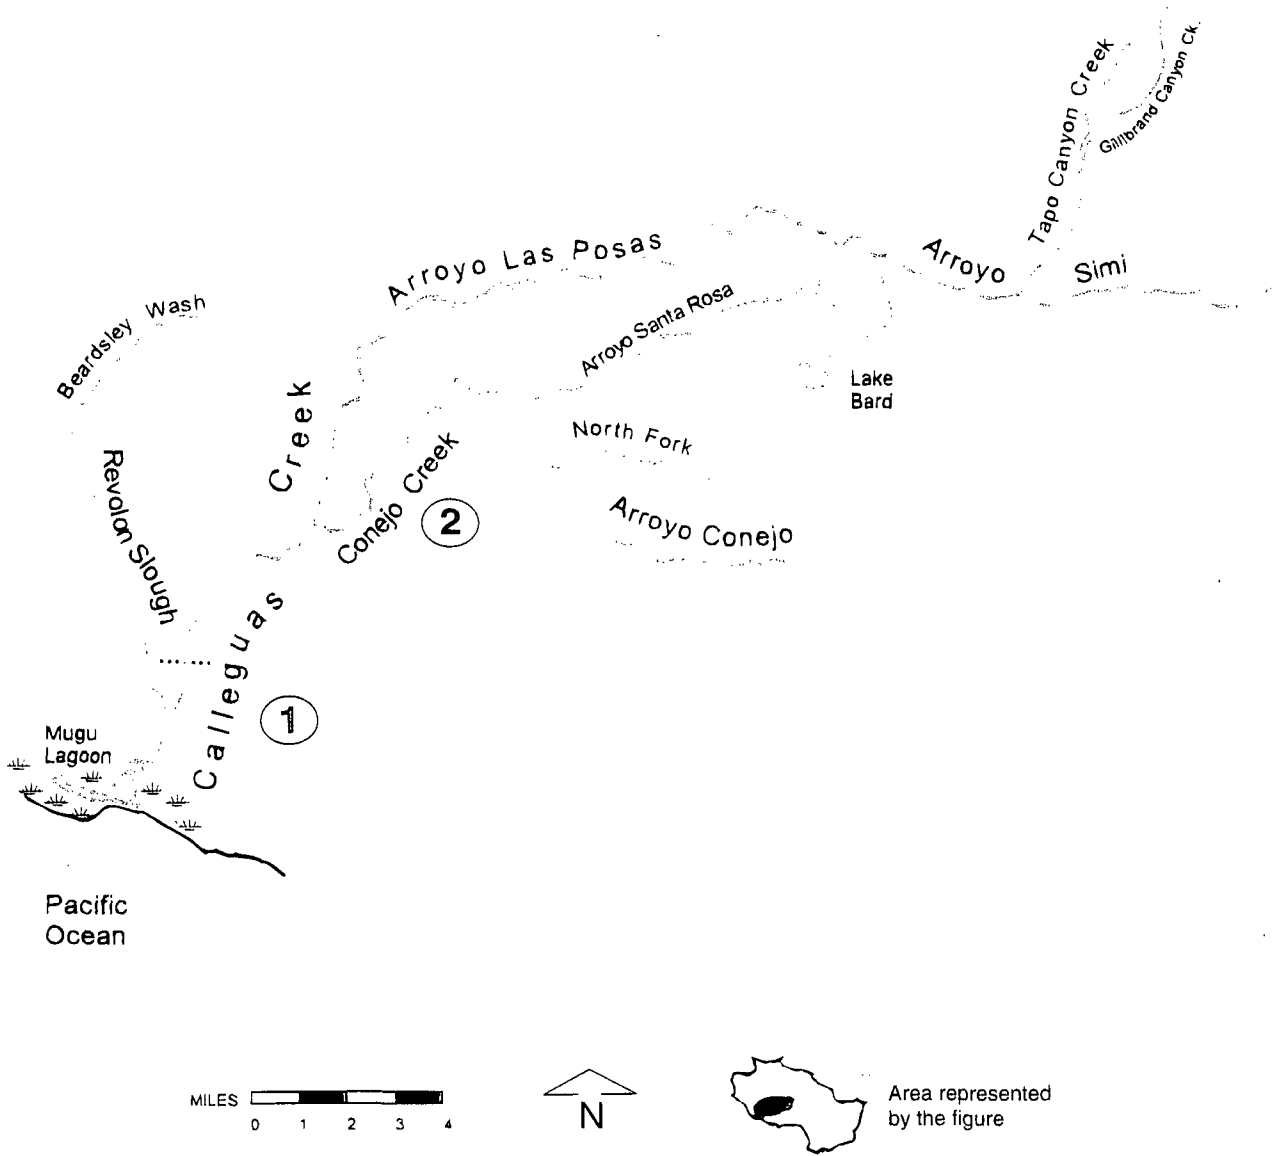 Tapo Canyon Creek
Gillibrand Canyon Ck.
Arroyo Las Posas
Arroyo Simi
Beardsley Wash
Arroyo Santa Rosa
Lake
Bard
North Fork
Conejo Creek
2
Arroyo Conejo
Revolon Slough
Calleguas Creek
1
Mugu
Lagoon
Pacific
Ocean
MILES
0 1 2 3 4
N
Area represented
by the figure